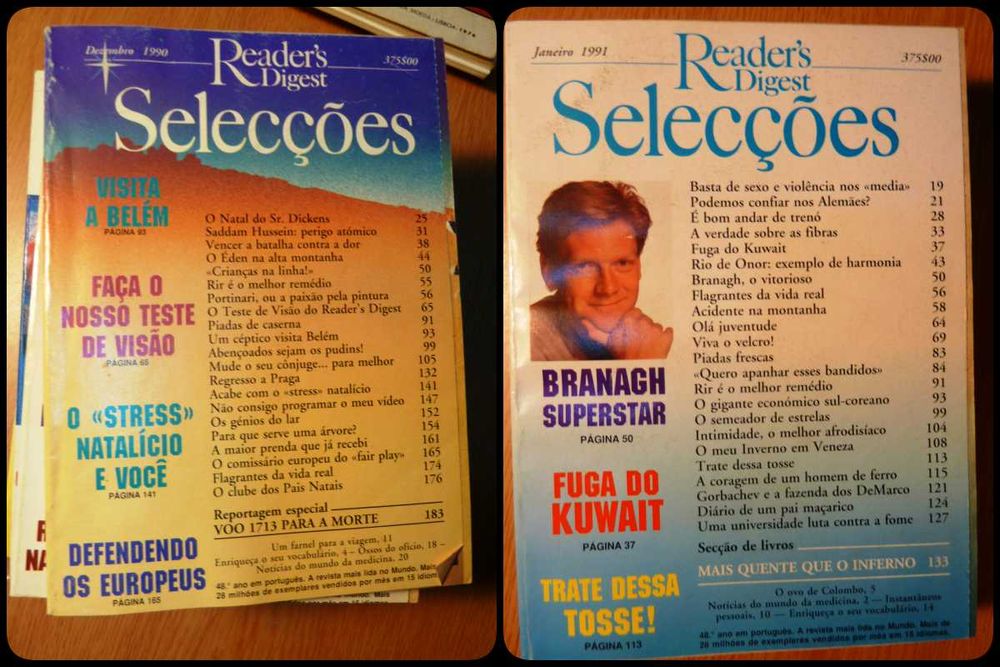 MOEDA • LISBOA - 1974
Dezembro 1990
Reader's
Digest
375$00
Selecções
VISITA
A BELÉM
PÁGINA 93
FAÇA O
NOSSO TESTE
DE VISÃO
PÁGINA 65
O «STRESS»
NATALÍCIO
E VOCÊ
PÁGINA 141
DEFENDENDO
OS EUROPEUS
PÁGINA 165
O Natal do Sr. Dickens 25
Saddam Hussein: perigo atómico 31
Vencer a batalha contra a dor 38
O Éden na alta montanha 44
«Crianças na linha!» 50
Rir é o melhor remédio 55
Portinari, ou a paixão pela pintura 56
O Teste de Visão do Reader's Digest 65
Piadas de caserna 91
Um céptico visita Belém 93
Abençoados sejam os pudins! 99
Mude o seu cônjuge... para melhor 105
Regresso a Praga 132
Acabe com o «stress» natalício 141
Não consigo programar o meu vídeo 147
Os génios do lar 152
Para que serve uma árvore? 154
A maior prenda que já recebi 161
O comissário europeu do «fair play» 165
Flagrantes da vida real 174
O clube dos Pais Natais 176
Reportagem especial
VOO 1713 PARA A MORTE 183
Um farnel para a viagem, 11
Enriqueça o seu vocabulário, 4 – Ossos do ofício, 18 –
Notícias do mundo da medicina, 20
48.º ano em português. A revista mais lida no Mundo. Mais
28 milhões de exemplares vendidos por mês em 15 idiom
Janeiro 1991
Reader's
Digest
375$00
Selecções
BRANAGH
SUPERSTAR
PÁGINA 50
FUGA DO
KUWAIT
PÁGINA 37
TRATE DESSA
TOSSE!
PÁGINA 113
Basta de sexo e violência nos «media» 19
Podemos confiar nos Alemães? 21
É bom andar de trenó 28
A verdade sobre as fibras 33
Fuga do Kuwait 37
Rio de Onor: exemplo de harmonia 43
Branagh, o vitorioso 50
Flagrantes da vida real 56
Acidente na montanha 58
Olá juventude 64
Viva o velcro! 69
Piadas frescas 83
«Quero apanhar esses bandidos» 84
Rir é o melhor remédio 91
O gigante económico sul-coreano 93
O semeador de estrelas 99
Intimidade, o melhor afrodisíaco 104
O meu Inverno em Veneza 108
Trate dessa tosse 113
A coragem de um homem de ferro 115
Gorbachev e a fazenda dos DeMarco 121
Diário de um pai maçarico 124
Uma universidade luta contra a fome 127
Secção de livros
MAIS QUENTE QUE O INFERNO 133
O ovo de Colombo, 5
Notícias do mundo da medicina, 2 — Instantâneos
pessoais, 10 — Enriqueça o seu vocabulário, 14
48.º ano em português. A revista mais lida no Mundo. Mais de
28 milhões de exemplares vendidos por mês em 15 idiomas.